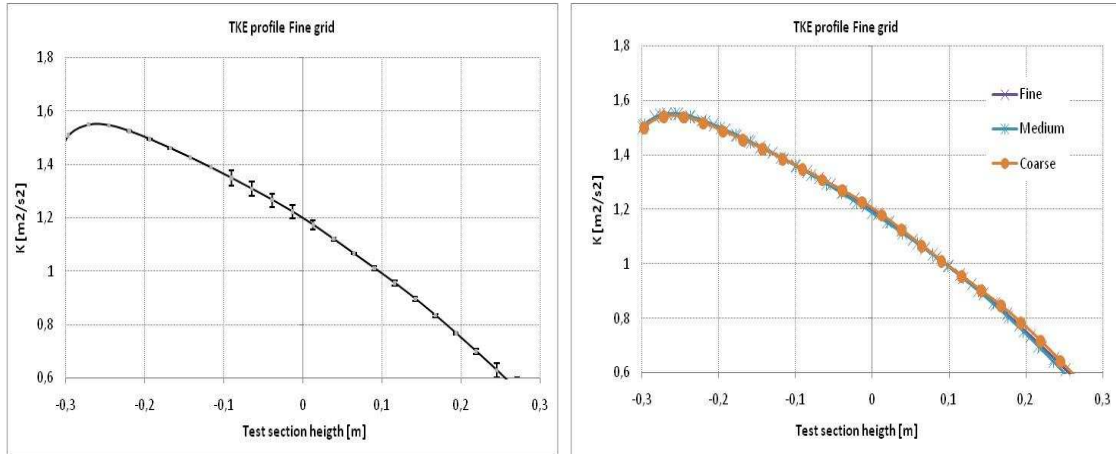 TKE profile Fine grid
1,8
1,6
1,4
1,2
1
0,8
0,6
K [m2/s2]
-0,3 -0,2 -0,1 0 0,1 0,2 0,3
Test section heigth [m]
TKE profile Fine grid
1,8
1,6
1,4
1,2
1
0,8
0,6
K [m2/s2]
Fine
Medium
Coarse
-0,3 -0,2 -0,1 0 0,1 0,2 0,3
Test section heigth [m]